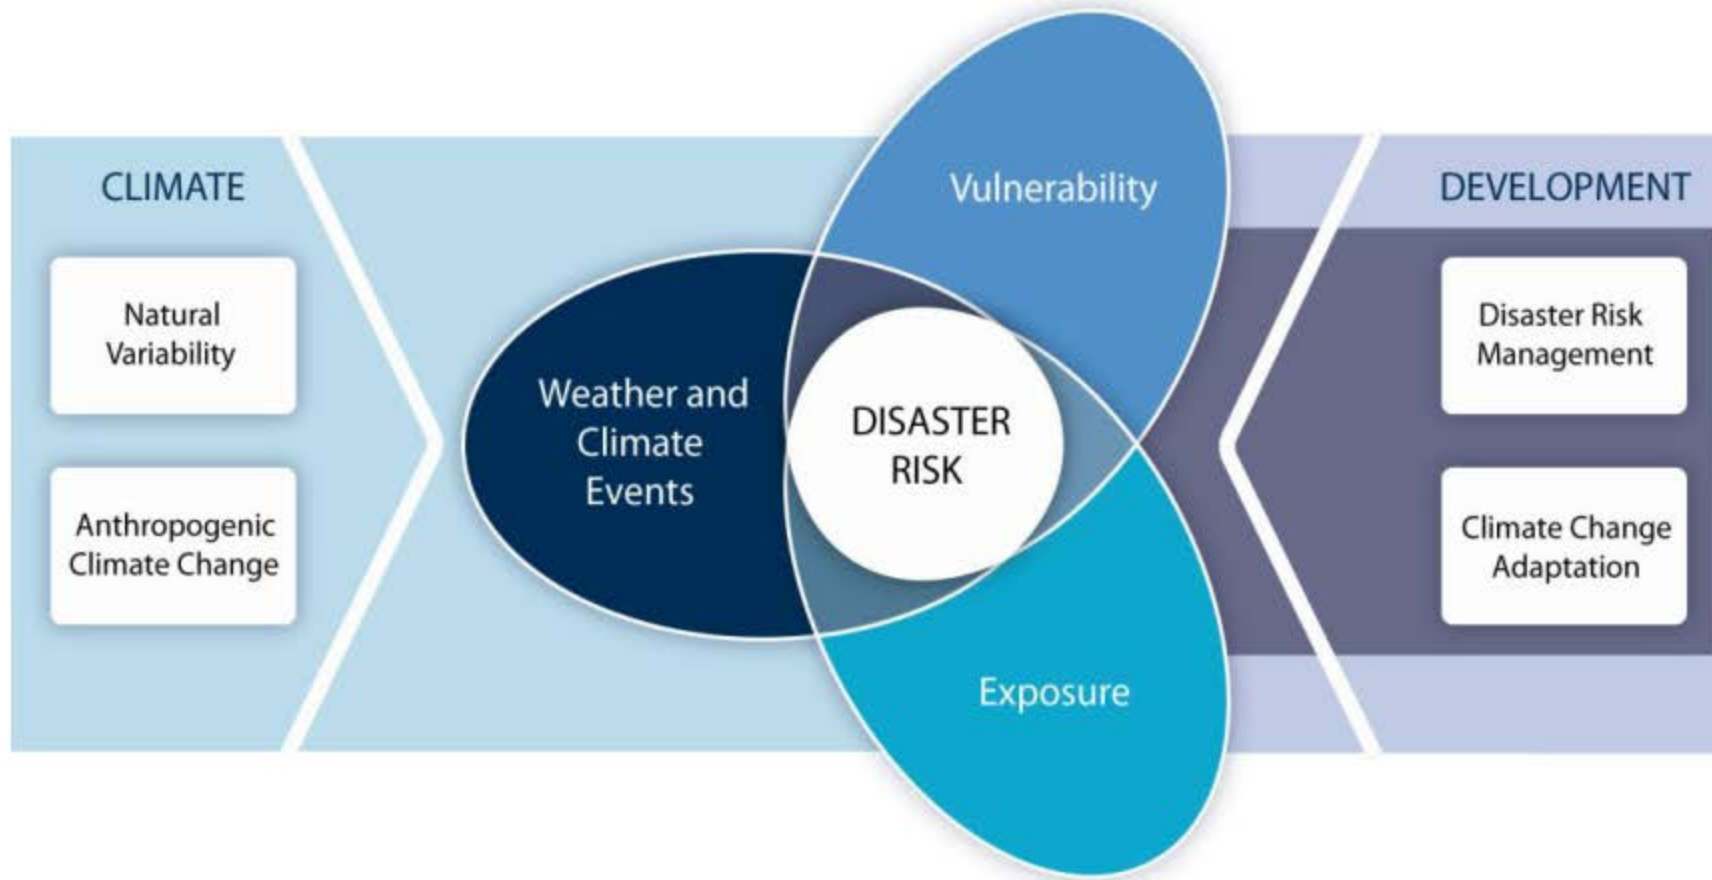 CLIMATE
Natural
Variability
Anthropogenic
Climate Change
Weather and
Climate
Events
Vulnerability
DISASTER
RISK
Exposure
DEVELOPMENT
Disaster Risk
Management
Climate Change
Adaptation